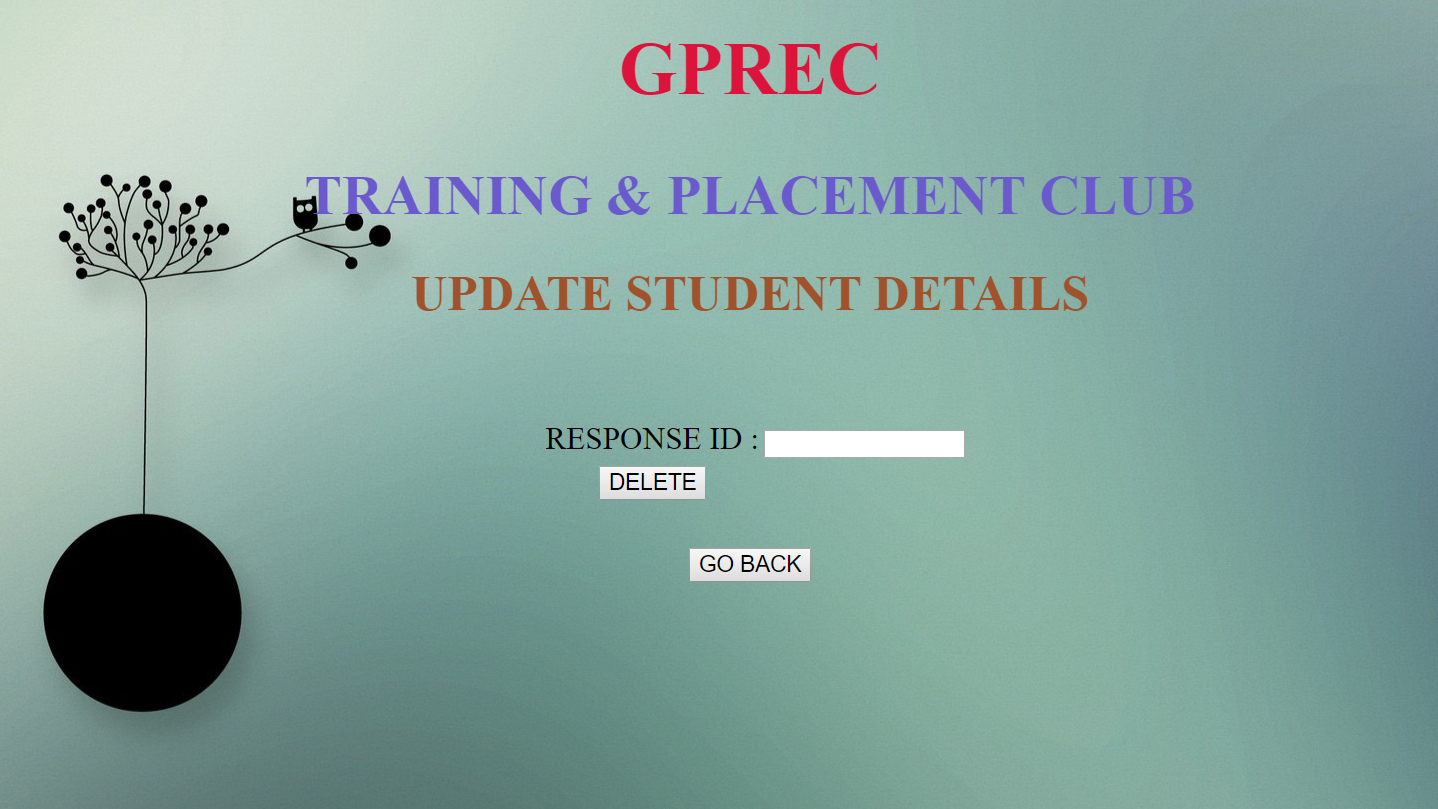 GPREC
TRAINING & PLACEMENT CLUB
UPDATE STUDENT DETAILS
RESPONSE ID :
DELETE
GO BACK